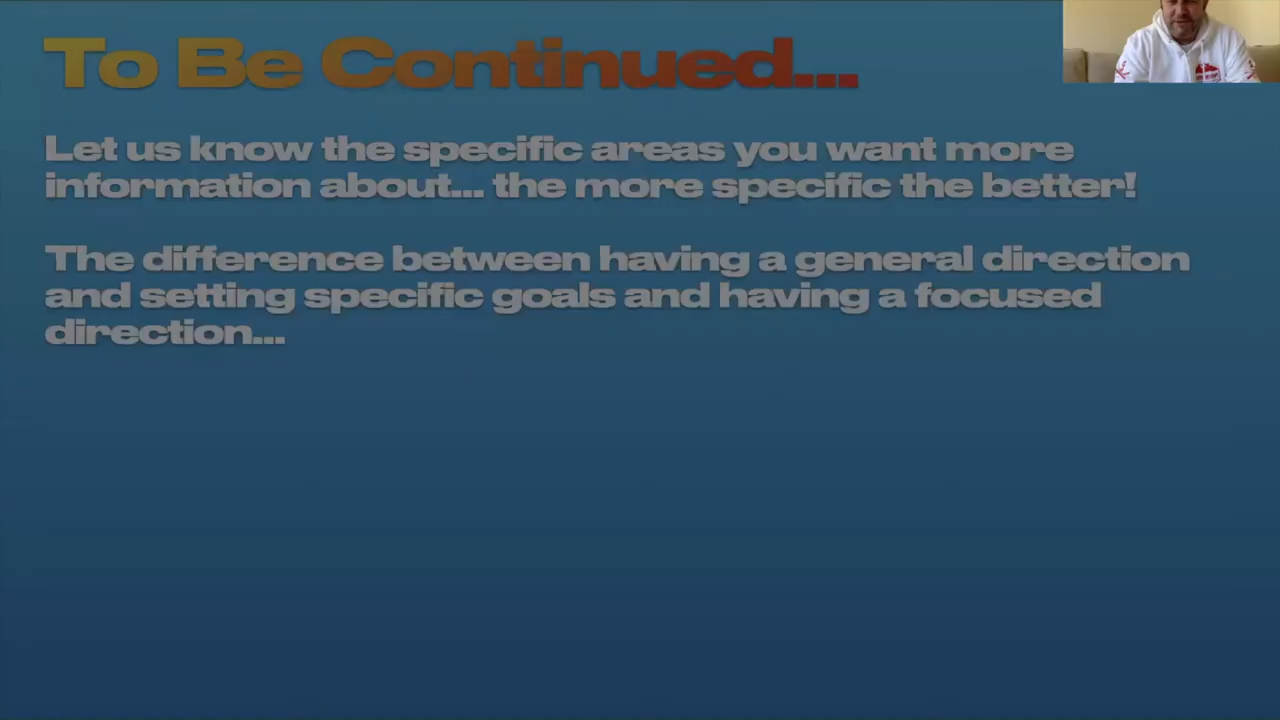 To Be Continued...
Let us know the specific areas you want more
information about... the more specific the better!
The difference between having a general direction
and setting specific goals and having a focused
direction...